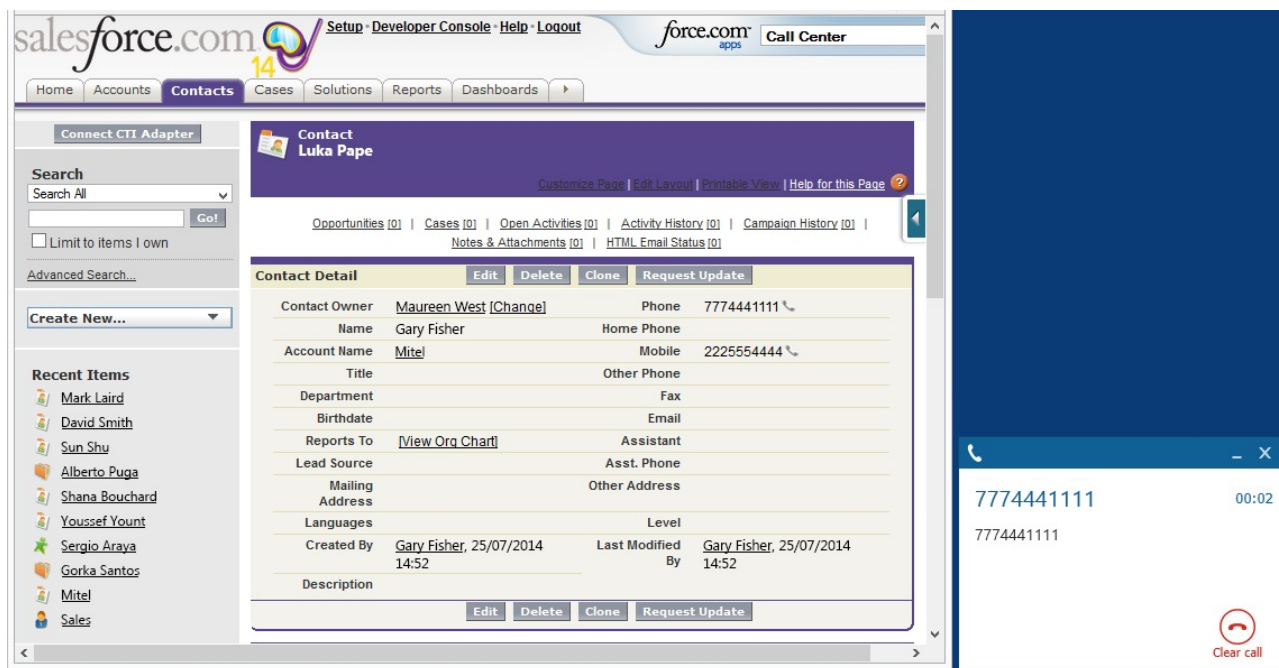 salesforce.com
14
Setup · Developer Console · Help · Logout
force.com apps
Call Center
Home Accounts Contacts Cases Solutions Reports Dashboards
Connect CTI Adapter
Search
Search All
Go!
Limit to items I own
Advanced Search...
Create New...
Recent Items
Mark Laird
David Smith
Sun Shu
Alberto Puga
Shana Bouchard
Youssef Yount
Sergio Araya
Gorka Santos
Mitel
Sales
Contact
Luka Pape
Customize Page | Edit Layout | Printable View | Help for this Page ?
Opportunities [0] | Cases [0] | Open Activities [0] | Activity History [0] | Campaign History [0] |
Notes & Attachments [0] | HTML Email Status [0]
Contact Detail Edit Delete Clone Request Update
Contact Owner Maureen West [Change] Phone 7774441111
Name Gary Fisher Home Phone
Account Name Mitel Mobile 2225554444
Title Other Phone
Department Fax
Birthdate Email
Reports To [View Org Chart] Assistant
Lead Source Asst. Phone
Mailing Address Other Address
Languages Level
Created By Gary Fisher, 25/07/2014 14:52 Last Modified By Gary Fisher, 25/07/2014 14:52
Description
Edit Delete Clone Request Update
7774441111 00:02
7774441111
Clear call